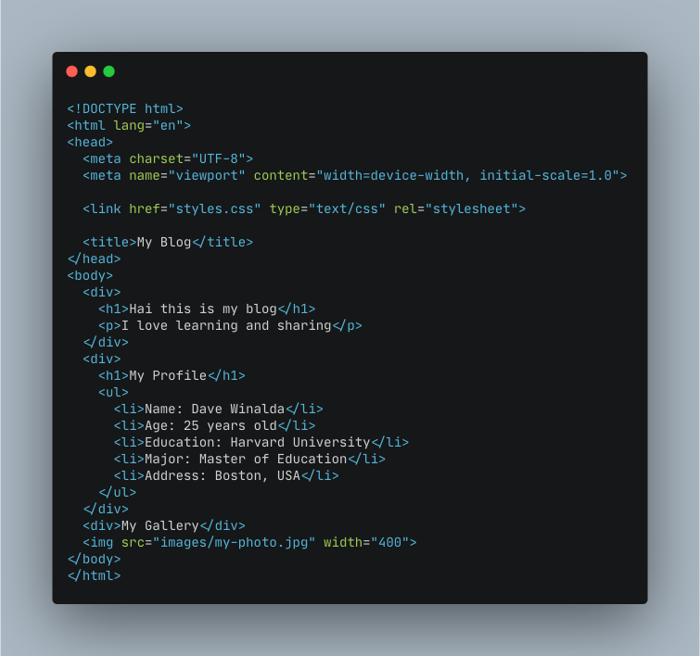 <!DOCTYPE html>
<html lang="en">
<head>
  <meta charset="UTF-8">
  <meta name="viewport" content="width=device-width, initial-scale=1.0">

  <link href="styles.css" type="text/css" rel="stylesheet">

  <title>My Blog</title>
</head>
<body>
  <div>
    <h1>Hai this is my blog</h1>
    <p>I love learning and sharing</p>
  </div>
  <div>
    <h1>My Profile</h1>
    <ul>
      <li>Name: Dave Winalda</li>
      <li>Age: 25 years old</li>
      <li>Education: Harvard University</li>
      <li>Major: Master of Education</li>
      <li>Address: Boston, USA</li>
    </ul>
  </div>
  <div>My Gallery</div>
  <img src="images/my-photo.jpg" width="400">
</body>
</html>